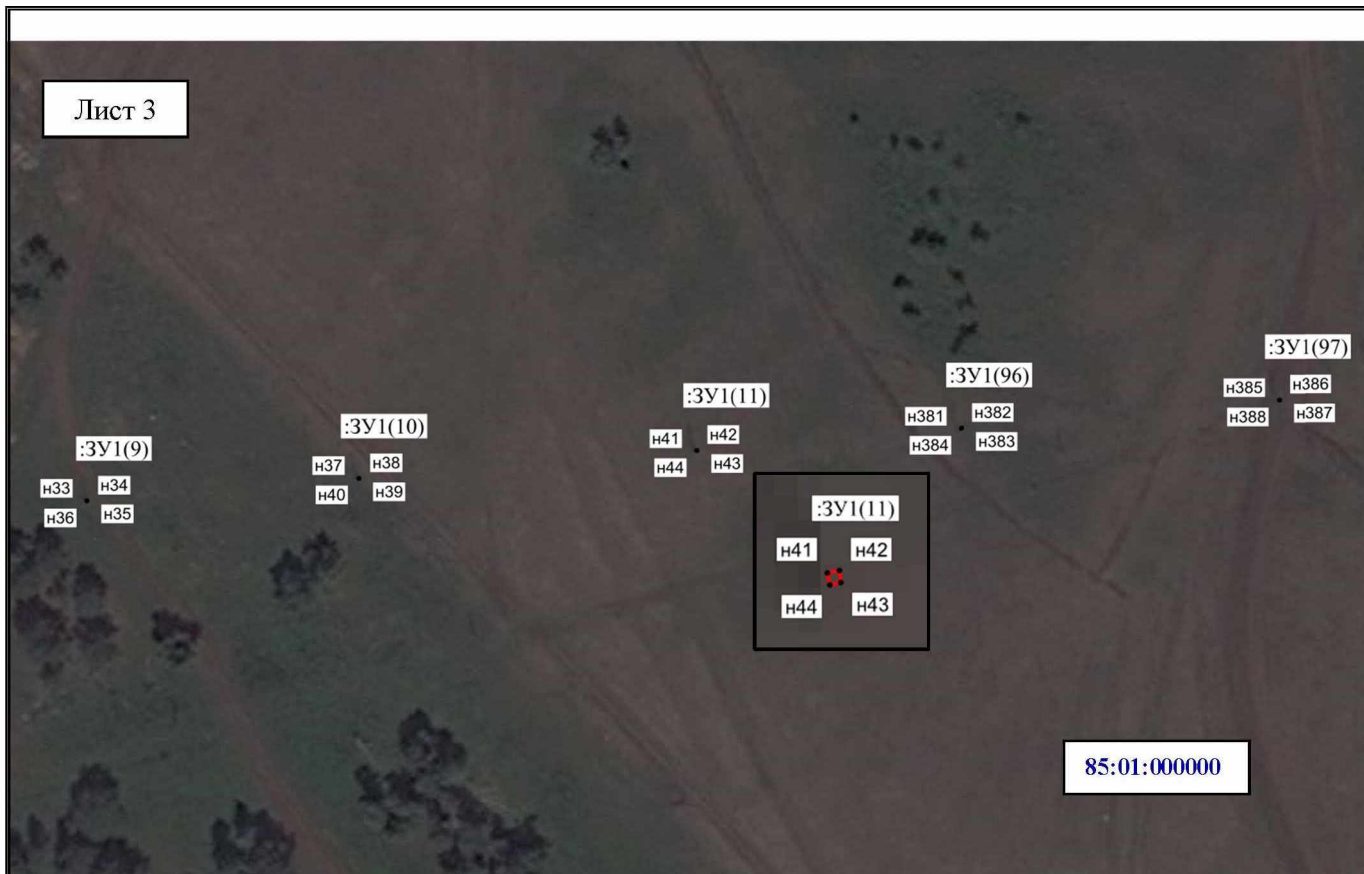 Лист 3
:ЗУ1(97)
н385 н386
н388 н387
:ЗУ1(96)
н381 н382
н384 н383
:ЗУ1(11)
н41 н42
н44 н43
:ЗУ1(10)
н37 н38
н40 н39
:ЗУ1(9)
н33 н34
н36 н35
:ЗУ1(11)
н41 н42
н44 н43
85:01:000000